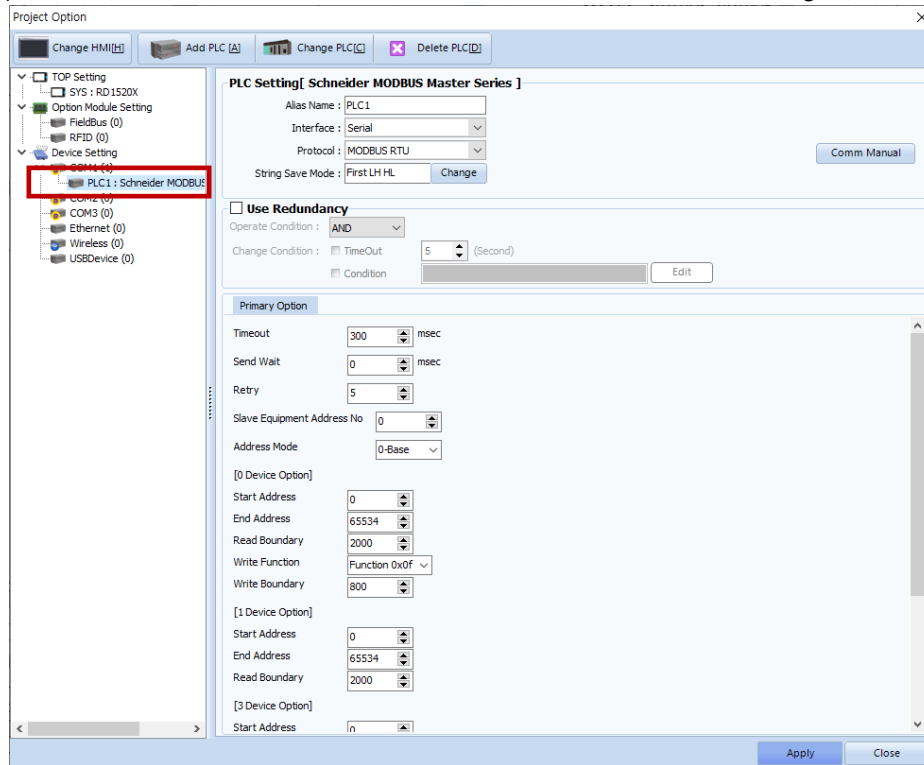 Project Option
Change HMI[H] Add PLC [A] Change PLC[C] Delete PLC[D]
TOP Setting
SYS : RD1520X
Option Module Setting
FieldBus (0)
RFID (0)
Device Setting
COM1 (1)
PLC1 : Schneider MODBUS
COM2 (0)
COM3 (0)
Ethernet (0)
Wireless (0)
USBDevice (0)
PLC Setting[ Schneider MODBUS Master Series ]
Alias Name : PLC1
Interface : Serial
Protocol : MODBUS RTU
Comm Manual
String Save Mode : First LH HL Change
Use Redundancy
Operate Condition : AND
Change Condition : TimeOut 5 (Second)
Condition Edit
Primary Option
Timeout 300 msec
Send Wait 0 msec
Retry 5
Slave Equipment Address No 0
Address Mode 0-Base
[0 Device Option]
Start Address 0
End Address 65534
Read Boundary 2000
Write Function Function 0x0f
Write Boundary 800
[1 Device Option]
Start Address 0
End Address 65534
Read Boundary 2000
[3 Device Option]
Start Address 0
Apply Close